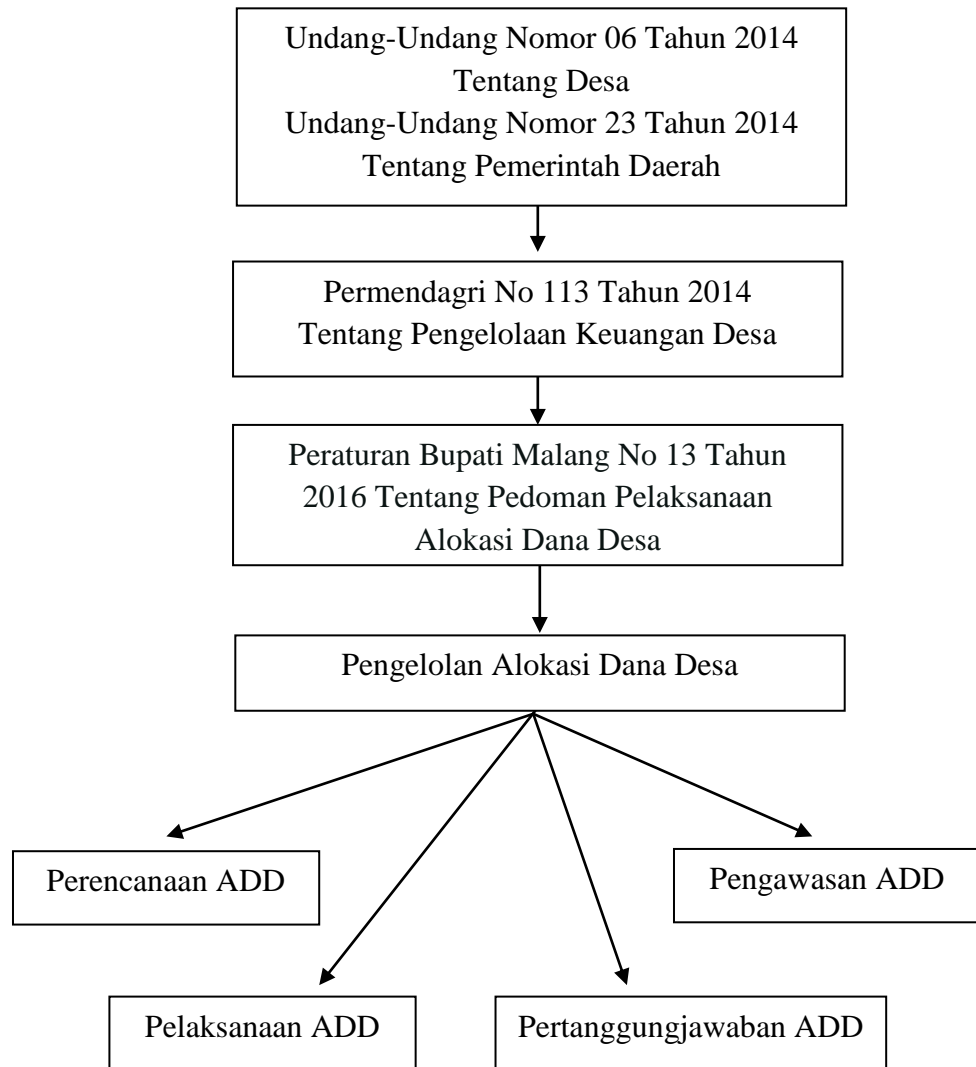 Undang-Undang Nomor 06 Tahun 2014
Tentang Desa
Undang-Undang Nomor 23 Tahun 2014
Tentang Pemerintah Daerah
Permendagri No 113 Tahun 2014
Tentang Pengelolaan Keuangan Desa
Peraturan Bupati Malang No 13 Tahun
2016 Tentang Pedoman Pelaksanaan
Alokasi Dana Desa
Pengelolan Alokasi Dana Desa
Perencanaan ADD
Pengawasan ADD
Pelaksanaan ADD
Pertanggungjawaban ADD